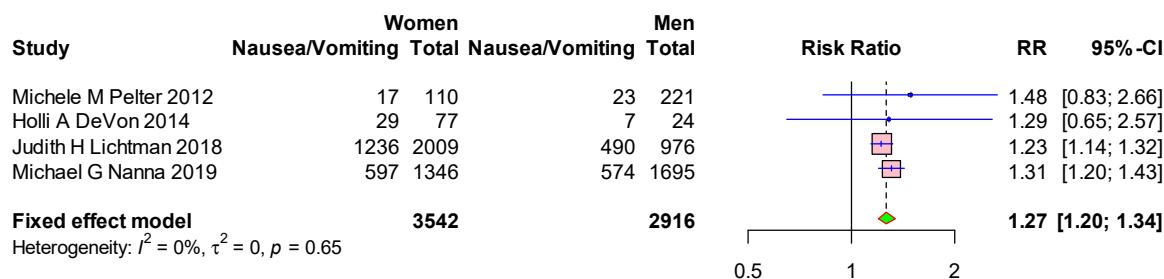 Women Men
Study Nausea/Vomiting Total Nausea/Vomiting Total Risk Ratio RR 95%-CI
Michele M Pelter 2012 17 110 23 221 1.48 [0.83; 2.66]
Holli A DeVon 2014 29 77 7 24 1.29 [0.65; 2.57]
Judith H Lichtman 2018 1236 2009 490 976 1.23 [1.14; 1.32]
Michael G Nanna 2019 597 1346 574 1695 1.31 [1.20; 1.43]
Fixed effect model 3542 2916 1.27 [1.20; 1.34]
Heterogeneity: I² = 0%, τ² = 0, p = 0.65
0.5 1 2